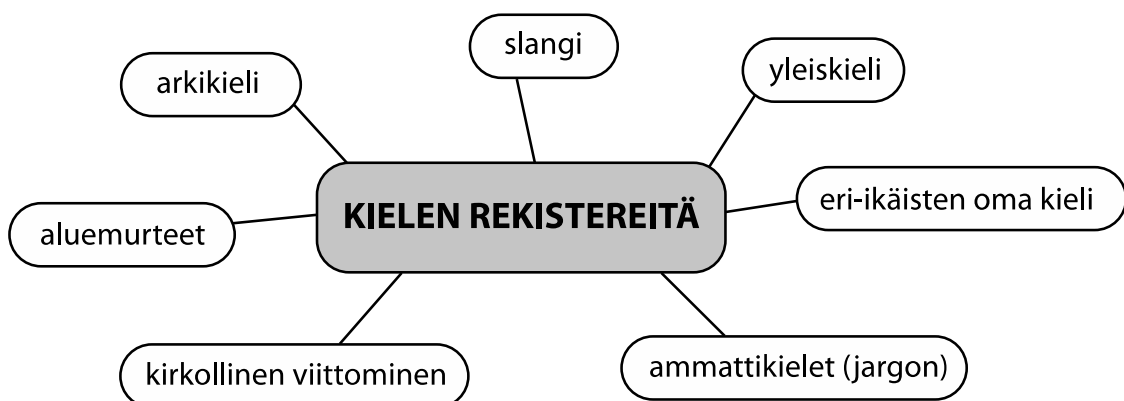 slangi
arkikieli
yleiskieli
KIELEN REKISTEREITÄ
eri-ikäisten oma kieli
aluemurteet
kirkollinen viittominen
ammattikielet (jargon)